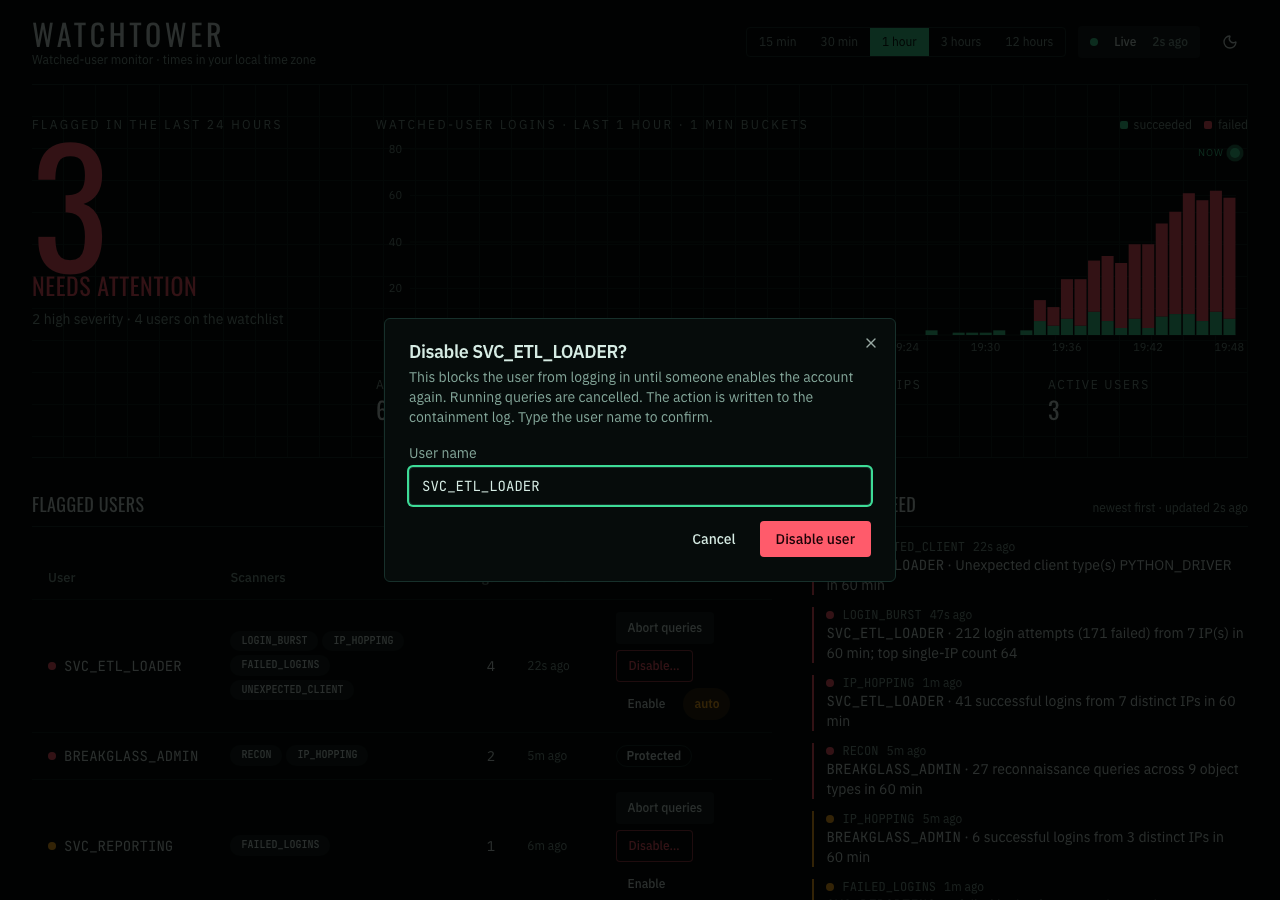 WATCHTOWER
Watched-user monitor · times in your local time zone
15 min 30 min 1 hour 3 hours 12 hours
Live 2s ago
FLAGGED IN THE LAST 24 HOURS
3
NEEDS ATTENTION
2 high severity · 4 users on the watchlist
WATCHED-USER LOGINS · LAST 1 HOUR · 1 MIN BUCKETS
succeeded failed
NOW
80
60
40
20
19:30 19:36 19:42 19:48
IPS
ACTIVE USERS
3
Disable SVC_ETL_LOADER?
This blocks the user from logging in until someone enables the account
again. Running queries are cancelled. The action is written to the
containment log. Type the user name to confirm.
User name
SVC_ETL_LOADER
Cancel Disable user
FLAGGED USERS
User Scanners
SVC_ETL_LOADER
LOGIN_BURST IP_HOPPING
FAILED_LOGINS
UNEXPECTED_CLIENT
4 22s ago
Abort queries
Disable…
Enable auto
BREAKGLASS_ADMIN RECON IP_HOPPING 2 5m ago Protected
SVC_REPORTING FAILED_LOGINS 1 6m ago
Abort queries
Disable…
Enable
newest first · updated 2s ago
22s ago
· Unexpected client type(s) PYTHON_DRIVER
in 60 min
LOGIN_BURST 47s ago
SVC_ETL_LOADER · 212 login attempts (171 failed) from 7 IP(s) in
60 min; top single-IP count 64
IP_HOPPING 1m ago
SVC_ETL_LOADER · 41 successful logins from 7 distinct IPs in 60
min
RECON 5m ago
BREAKGLASS_ADMIN · 27 reconnaissance queries across 9 object
types in 60 min
IP_HOPPING 5m ago
BREAKGLASS_ADMIN · 6 successful logins from 3 distinct IPs in
60 min
FAILED_LOGINS 1m ago